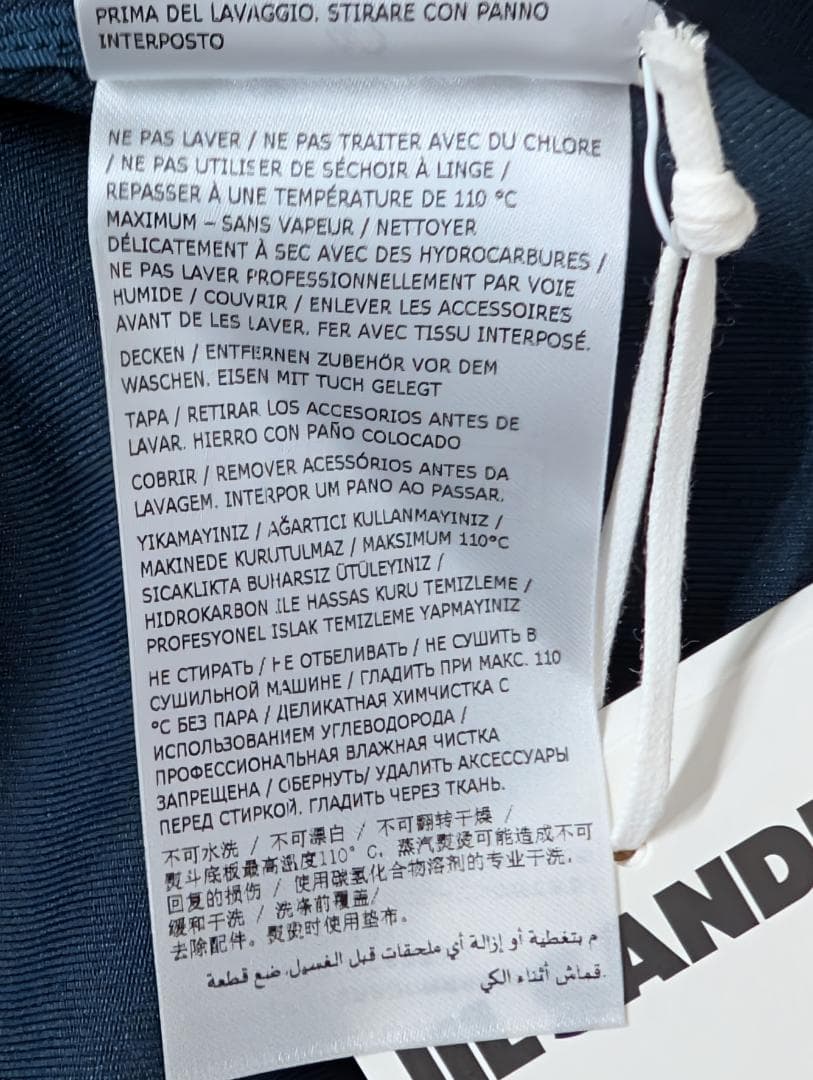 PRIMA DEL LAVAGGIO. STIRARE CON PANNO
INTERPOSTO
NE PAS LAVER / NE PAS TRAITER AVEC DU CHLORE
/ NE PAS UTILISER DE SÉCHOIR À LINGE /
REPASSER À UNE TEMPÉRATURE DE 110 °C
MAXIMUM – SANS VAPEUR / NETTOYER
DÉLICATEMENT À SEC AVEC DES HYDROCARBURES /
NE PAS LAVER PROFESSIONNELLEMENT PAR VOIE
HUMIDE / COUVRIR / ENLEVER LES ACCESSOIRES
AVANT DE LES LAVER. FER AVEC TISSU INTERPOSÉ.
DECKEN / ENTFERNEN ZUBEHÖR VOR DEM
WASCHEN. EISEN MIT TUCH GELEGT
TAPA / RETIRAR LOS ACCESORIOS ANTES DE
LAVAR. HIERRO CON PAÑO COLOCADO
COBRIR / REMOVER ACESSÓRIOS ANTES DA
LAVAGEM. INTERPOR UM PANO AO PASSAR.
YIKAMAYINIZ / AĞARTICI KULLANMAYINIZ /
MAKINEDE KURUTULMAZ / MAKSIMUM 110°C
SICAKLIKTA BUHARSIZ ÜTÜLEYINIZ /
HIDROKARBON ILE HASSAS KURU TEMIZLEME /
PROFESYONEL ISLAK TEMIZLEME YAPMAYINIZ
НЕ СТИРАТЬ / НЕ ОТБЕЛИВАТЬ / НЕ СУШИТЬ В
СУШИЛЬНОЙ МАШИНЕ / ГЛАДИТЬ ПРИ МАКС. 110
°C БЕЗ ПАРА / ДЕЛИКАТНАЯ ХИМЧИСТКА С
ИСПОЛЬЗОВАНИЕМ УГЛЕВОДОРОДА /
ПРОФЕССИОНАЛЬНАЯ ВЛАЖНАЯ ЧИСТКА
ЗАПРЕЩЕНА / ОБЕРНУТЬ/ УДАЛИТЬ АКСЕССУАРЫ
ПЕРЕД СТИРКОЙ. ГЛАДИТЬ ЧЕРЕЗ ТКАНЬ.
不可水洗 / 不可漂白 / 不可翻转干燥 /
熨斗底板最高温度110° C, 蒸汽熨烫可能造成不可
回复的损伤 / 使用碳氢化合物溶剂的专业干洗,
缓和干洗 / 洗涤前覆盖/
去除配件。熨烫时使用垫布。
م بتغطية أو إزالة أي ملحقات قبل الغسيل. ضع قطعة
قماش أثناء الكي.